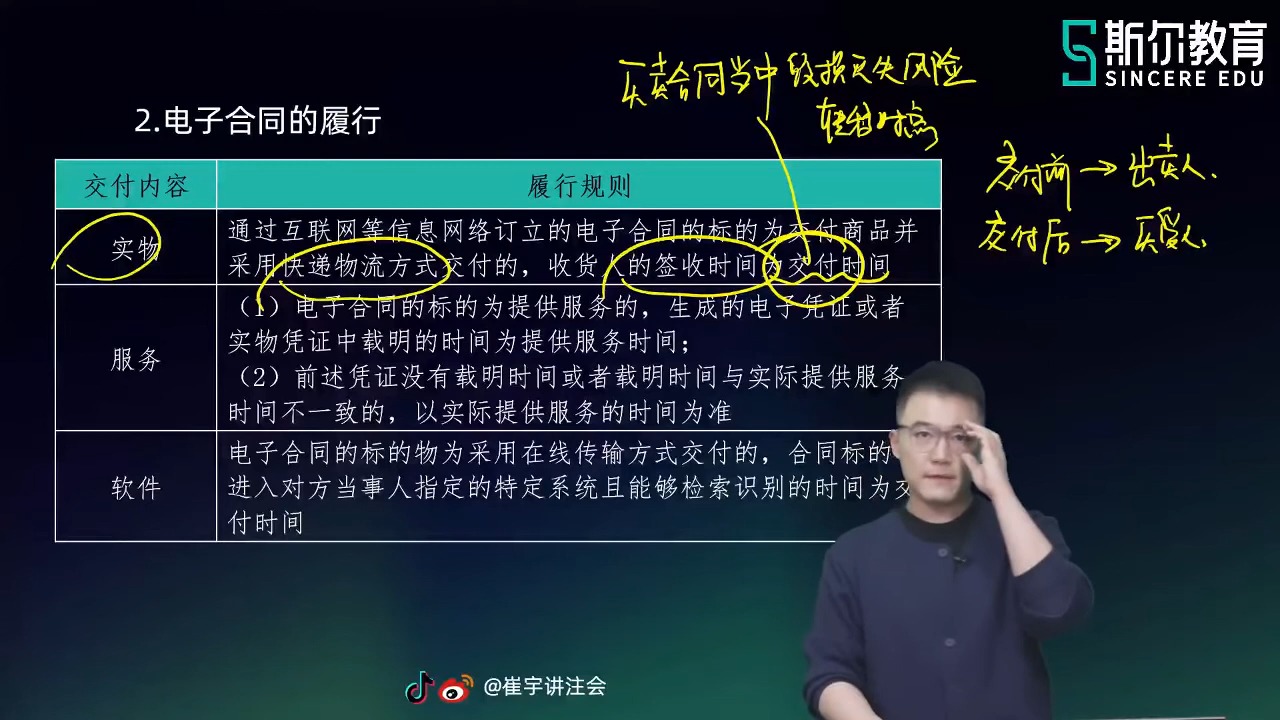 斯尔教育
SINCERE EDU
买卖合同当中毁损灭失风险
转移时点
交付前→出卖人.
交付后→买受人.
2.电子合同的履行
交付内容
履行规则
实物
通过互联网等信息网络订立的电子合同的标的为交付商品并
采用快递物流方式交付的，收货人的签收时间为交付时间
服务
（1）电子合同的标的为提供服务的，生成的电子凭证或者
实物凭证中载明的时间为提供服务时间；
（2）前述凭证没有载明时间或者载明时间与实际提供服务
时间不一致的，以实际提供服务的时间为准
软件
电子合同的标的物为采用在线传输方式交付的，合同标的
进入对方当事人指定的特定系统且能够检索识别的时间为交
付时间
@崔宇讲注会